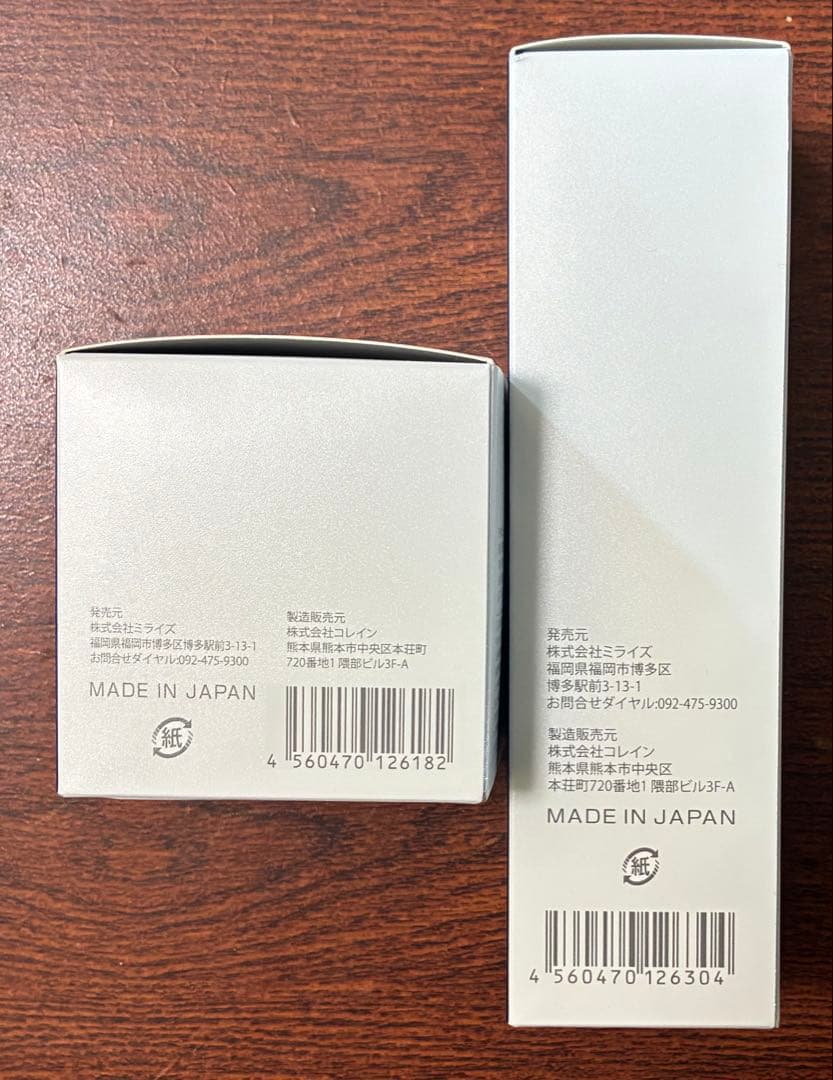 発売元
株式会社ミライズ
福岡県福岡市博多区博多駅前3-13-1
お問合せダイヤル:092-475-9300
MADE IN JAPAN
紙
製造販売元
株式会社コレイン
熊本県熊本市中央区本荘町
720番地1 隈部ビル3F-A
4 560470 126182
発売元
株式会社ミライズ
福岡県福岡市博多区
博多駅前3-13-1
お問合せダイヤル:092-475-9300
製造販売元
株式会社コレイン
熊本県熊本市中央区
本荘町720番地1 隈部ビル3F-A
MADE IN JAPAN
紙
4 560470 126304